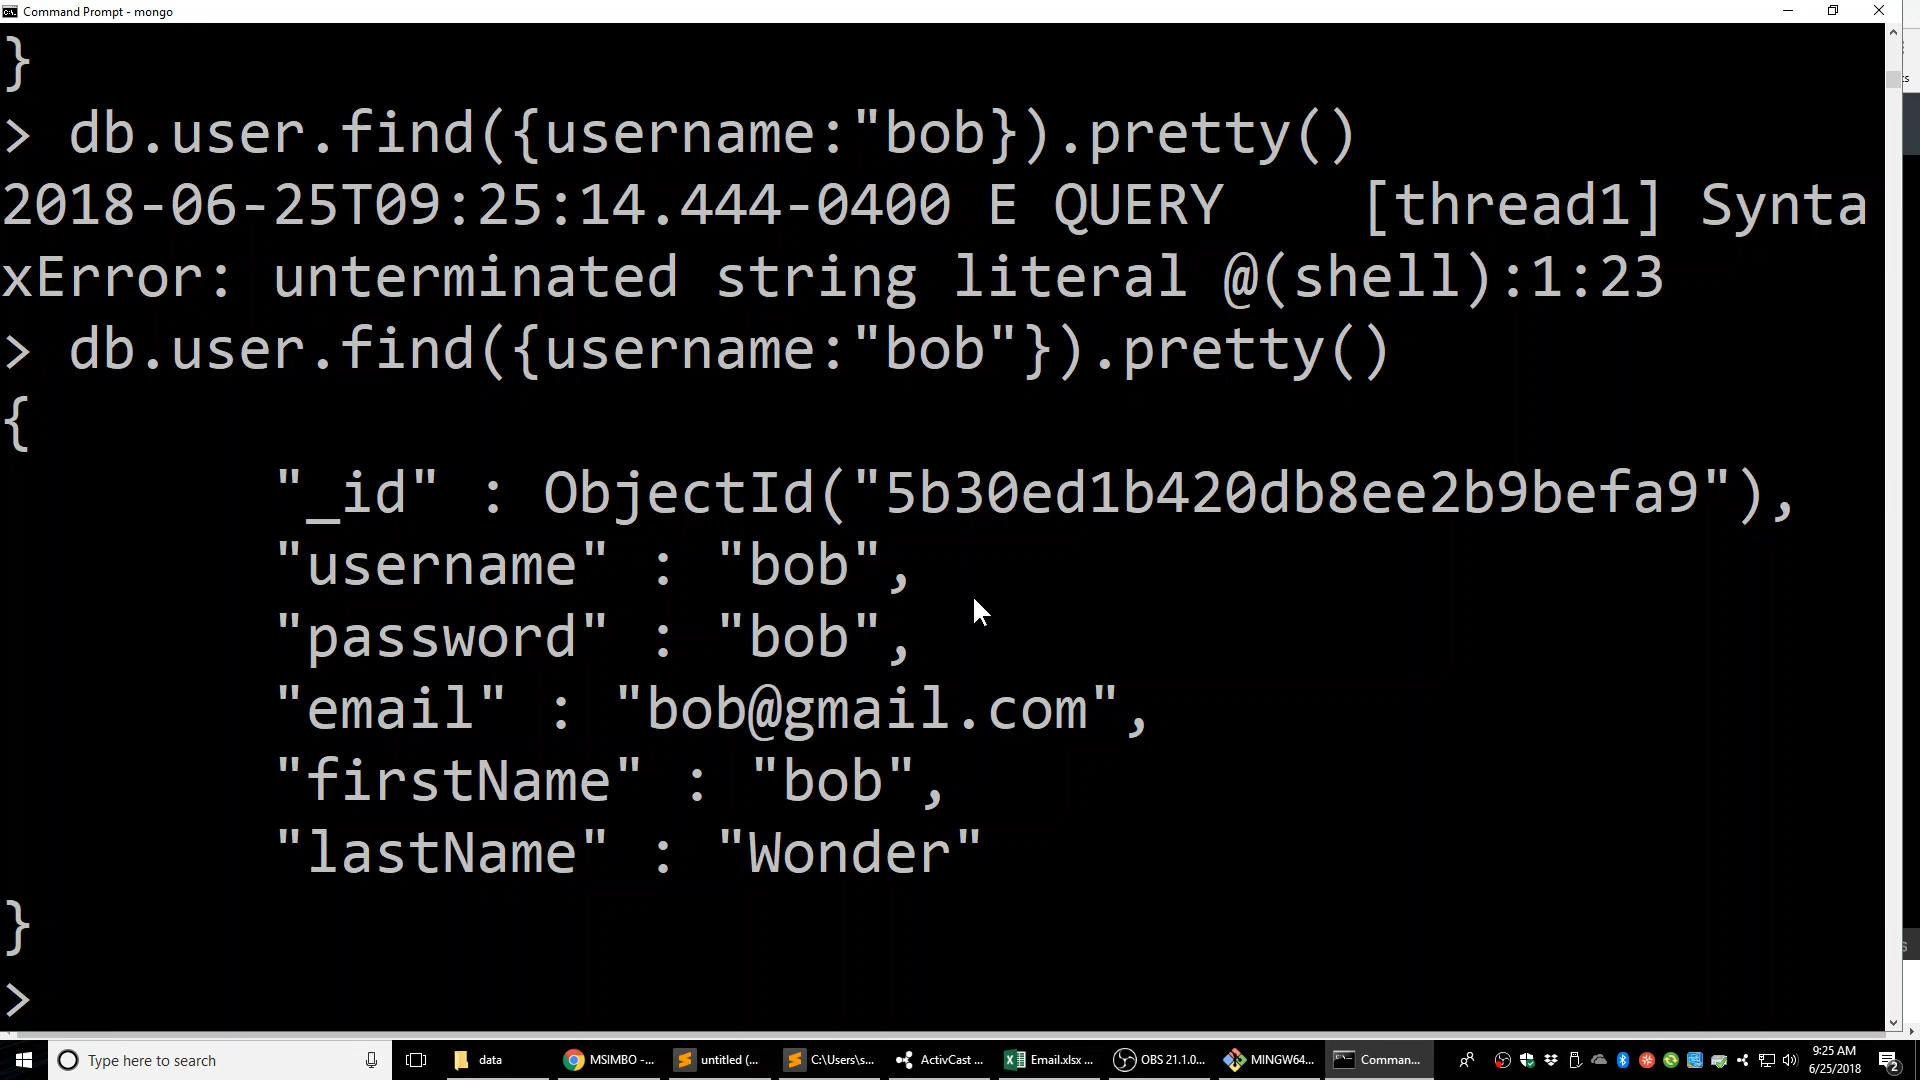 Command Prompt - mongo
}
> db.user.find({username:"bob}).pretty()
2018-06-25T09:25:14.444-0400 E QUERY    [thread1] Synta
xError: unterminated string literal @(shell):1:23
> db.user.find({username:"bob"}).pretty()
{
"_id" : ObjectId("5b30ed1b420db8ee2b9befa9"),
"username" : "bob",
"password" : "bob",
"email" : "bob@gmail.com",
"firstName" : "bob",
"lastName" : "Wonder"
}
>
Type here to search
data
MSIMBO -...
untitled (...
C:\Users\s...
ActivCast ...
Email.xlsx ...
OBS 21.1.0...
MINGW64...
Comman...
9:25 AM
6/25/2018
2